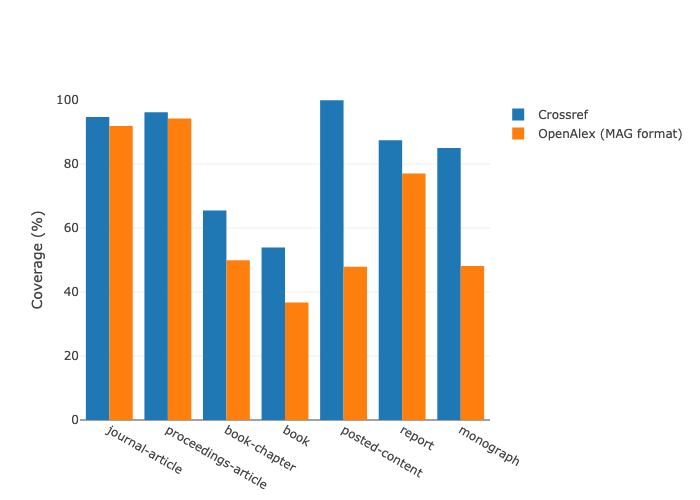 100
80
60
40
20
0
Coverage (%)
journal-article
proceedings-article
book-chapter
book
posted-content
report
monograph
Crossref
OpenAlex (MAG format)